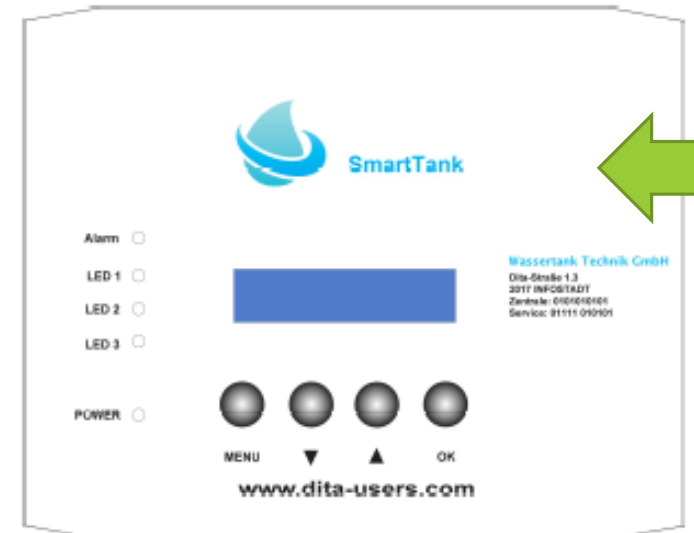 SmartTank
Alarm
LED 1
LED 2
LED 3
POWER
Wassertank Technik GmbH
Dita-Straße 1.3
2017 INFOSTADT
Zentrale: 0101010101
Service: 01111 010101
MENU ▼ ▲ OK
www.dita-users.com